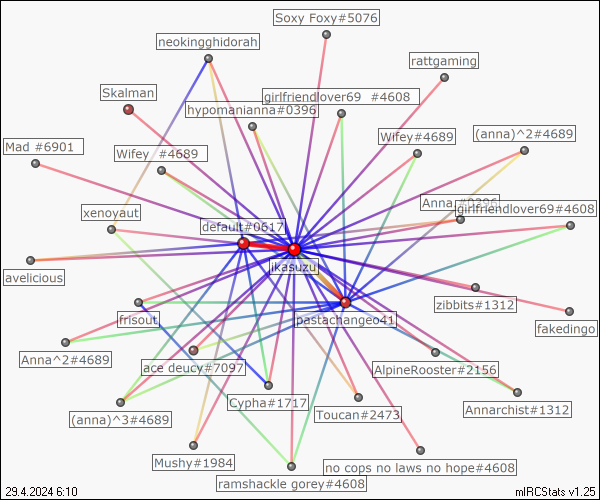 Soxy Foxy#5076
neokingghidorah
rattgaming
Skalman
girlfriendlover69 #4608
hypomanianna#0396
Wifey#4689
(anna)^2#4689
Mad #6901
Wifey #4689
xenoyaut
Anna #0396
girlfriendlover69#4608
default#0617
avelicious
jikasuzu
zibbits#1312
frisout
pastachangeo41
fakedingo
Anna^2#4689
ace deucy#7097
AlpineRooster#2156
Cypha#1717
Toucan#2473
Annarchist#1312
(anna)^3#4689
Mushy#1984
no cops no laws no hope#4608
ramshackle gorey#4608
29.4.2024 6:10
mIRCStats v1.25